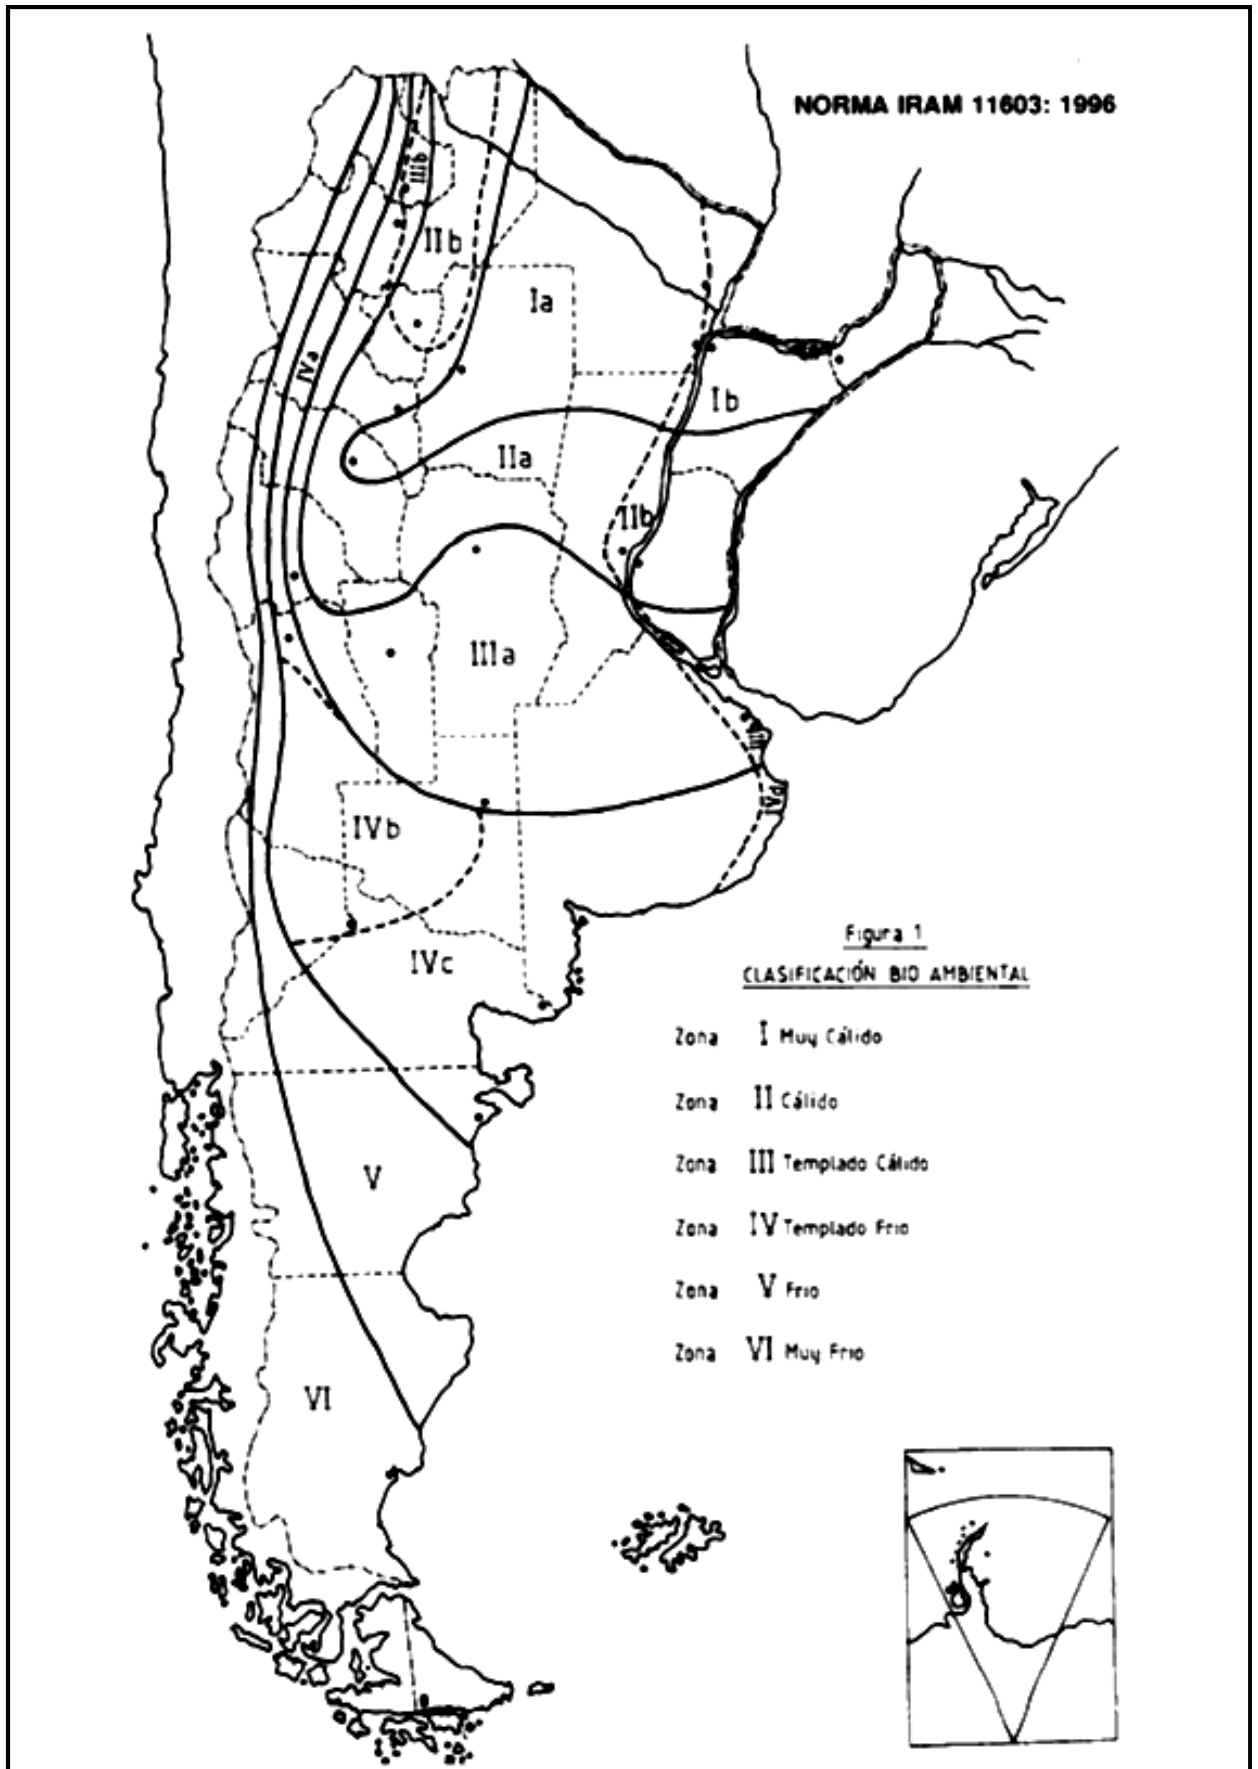 NORMA IRAM 11603: 1996
IIIb
IIb
Ia
IVa
Ib
IIa
IIb
IIIa
IVd
IVb
IVc
Figura 1
CLASIFICACIÓN BIO AMBIENTAL
Zona I Muy Cálido
Zona II Cálido
Zona III Templado Cálido
Zona IV Templado Frio
Zona V Frio
Zona VI Muy Frio
V
VI